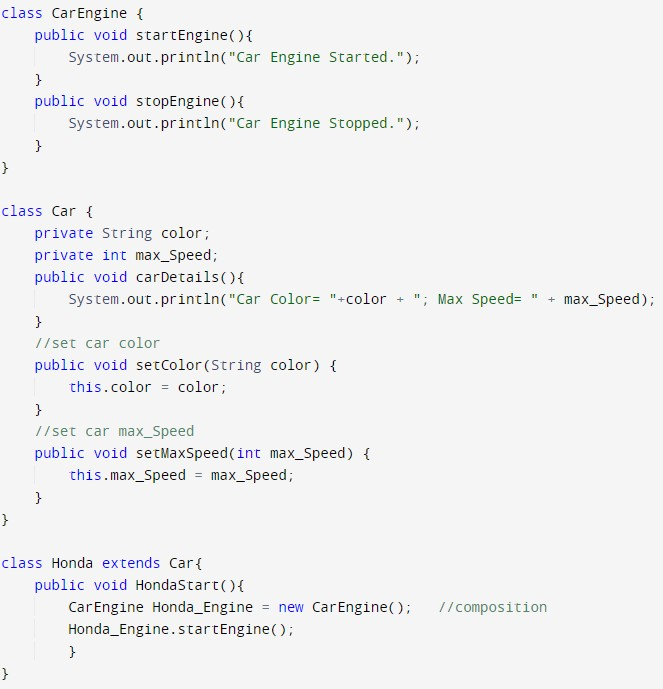 class CarEngine {
    public void startEngine(){
        System.out.println("Car Engine Started.");
    }
    public void stopEngine(){
        System.out.println("Car Engine Stopped.");
    }
}

class Car {
    private String color;
    private int max_Speed;
    public void carDetails(){
        System.out.println("Car Color= "+color + "; Max Speed= " + max_Speed);
    }
    //set car color
    public void setColor(String color) {
        this.color = color;
    }
    //set car max_Speed
    public void setMaxSpeed(int max_Speed) {
        this.max_Speed = max_Speed;
    }
}

class Honda extends Car{
    public void HondaStart(){
        CarEngine Honda_Engine = new CarEngine();   //composition
        Honda_Engine.startEngine();
        }
}